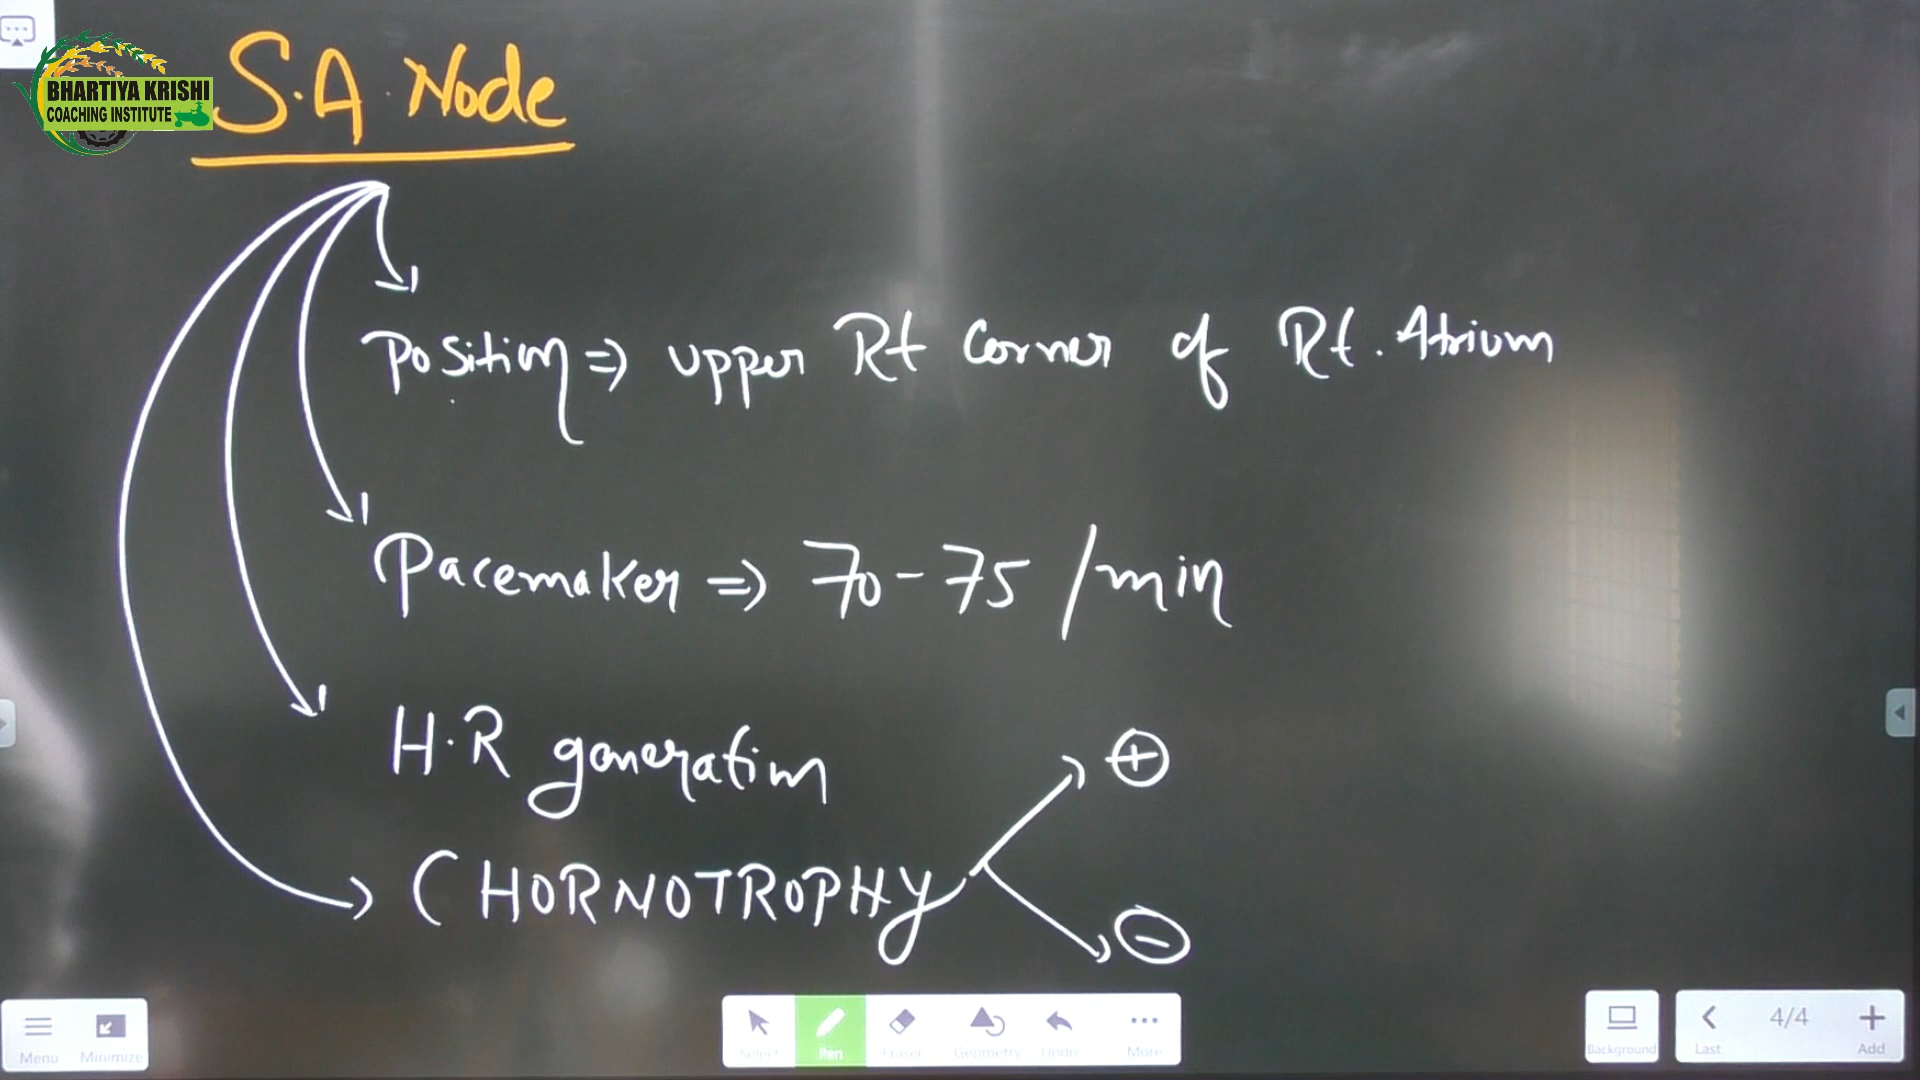 BHARTIYA KRISHI
COACHING INSTITUTE
S.A. Node
Position ⇒ upper Rt Corner of Rt. Atrium
Pacemaker ⇒ 70-75 /min
H.R generation
CHORNOTROPHY
+
-
Menu
Minimize
Select
Pen
Eraser
Geometry
Undo
More
Background
Last
4/4
Add